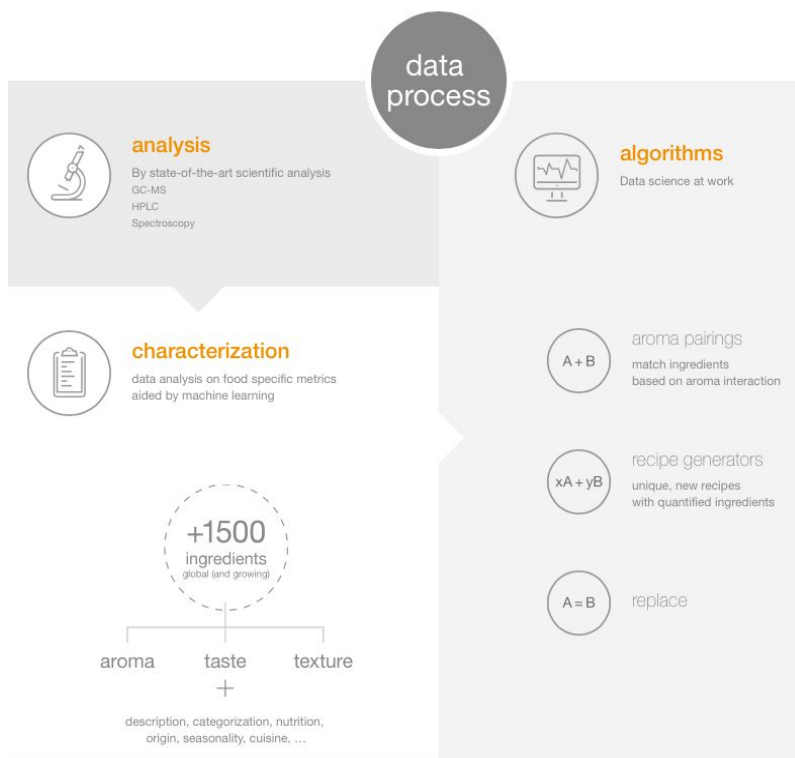 data
process
analysis
By state-of-the-art scientific analysis
GC-MS
HPLC
Spectroscopy
characterization
data analysis on food specific metrics
aided by machine learning
+1500
ingredients
global (and growing)
aroma taste texture
+
description, categorization, nutrition,
origin, seasonality, cuisine, ...
algorithms
Data science at work
A + B
aroma pairings
match ingredients
based on aroma interaction
xA + yB
recipe generators
unique, new recipes
with quantified ingredients
A = B
replace